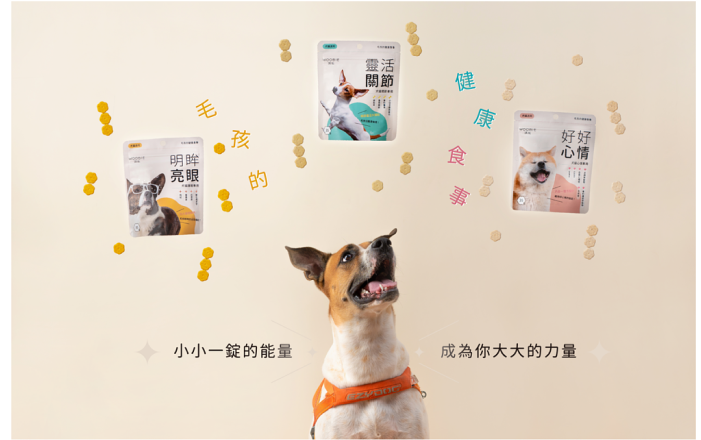 毛孩的
健康
食事
明眸
亮眼
靈活
關節
好好
心情
小小一錠的能量
成為你大大的力量